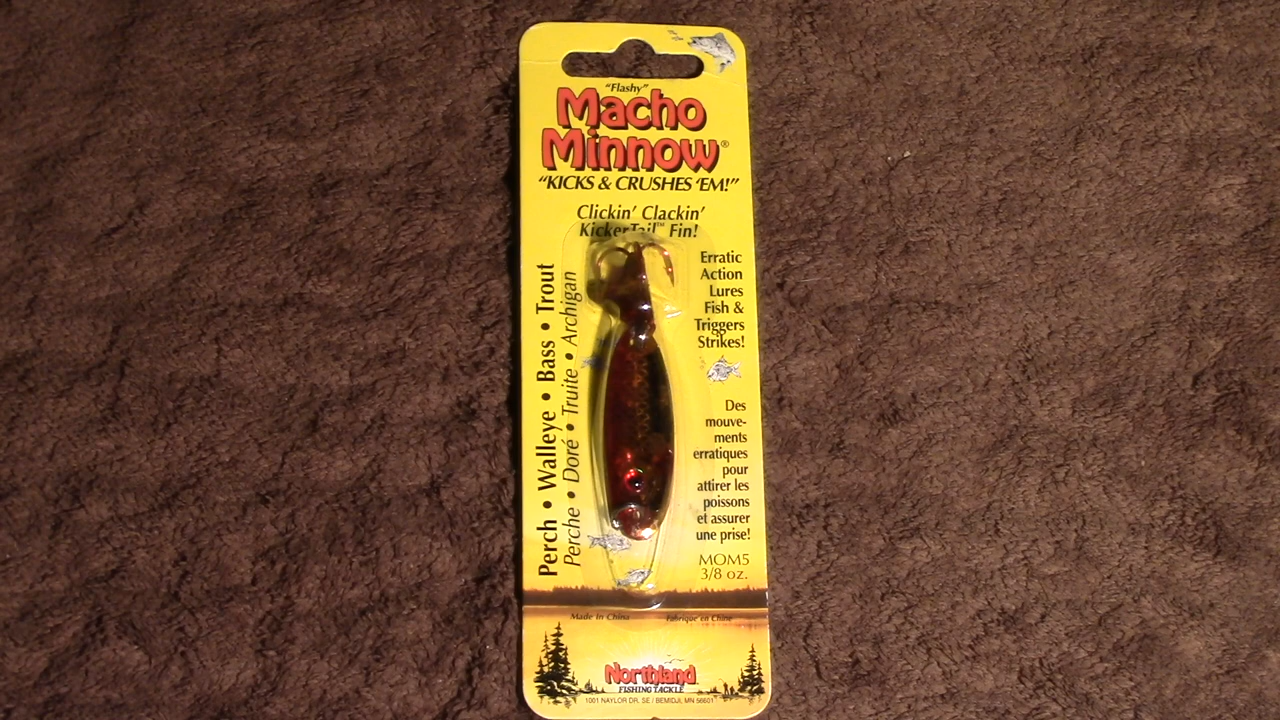 "Flashy"
Macho
Minnow®
"KICKS & CRUSHES 'EM!"
Clickin' Clackin'
KickerTail™ Fin!
Erratic
Action
Lures
Fish &
Triggers
Strikes!
Perch • Walleye • Bass • Trout
Perche • Doré • Truite • Archigan
Des
mouve-
ments
erratiques
pour
attirer les
poissons
et assurer
une prise!
MOM5
3/8 oz.
Made in China
Fabrique en Chine
Northland
FISHING TACKLE
1001 NAYLOR DR. SE / BEMIDJI, MN 56601